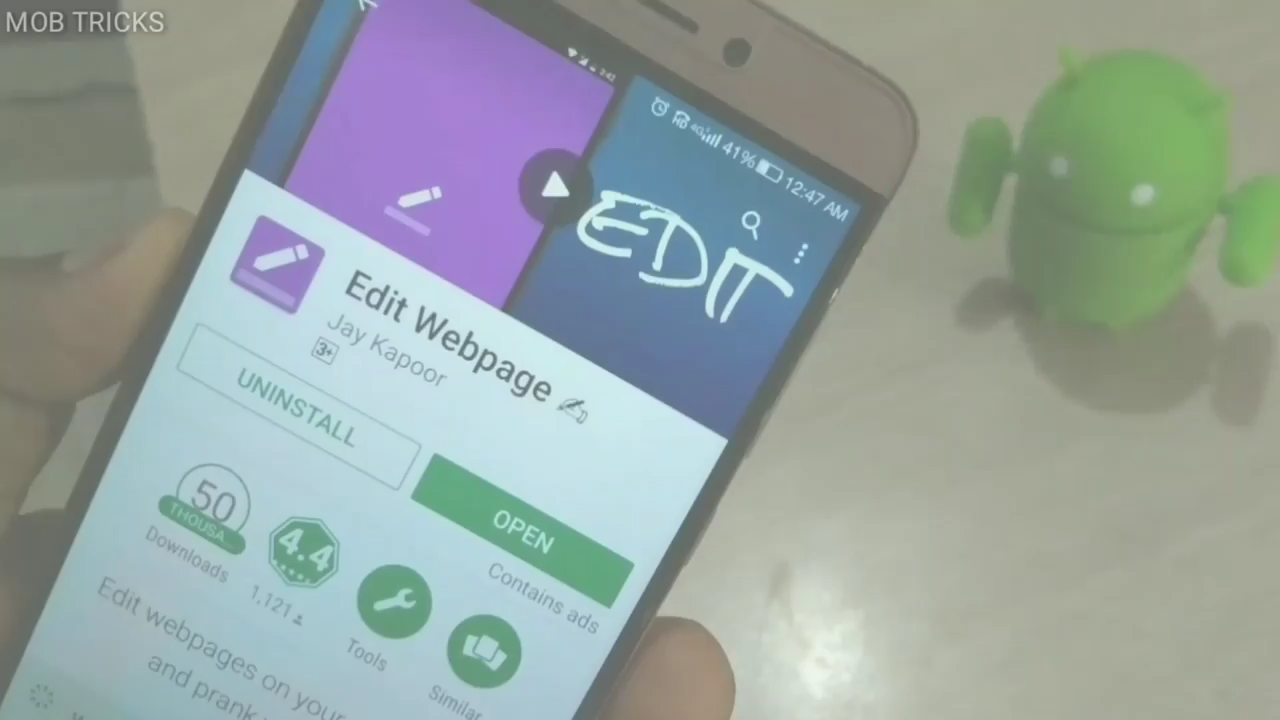 MOB TRICKS
41% 12:47 AM
EDIT
Edit Webpage
Jay Kapoor
3+
UNINSTALL
OPEN
Contains ads
50
THOUSA...
Downloads
4.4
1,121
Tools
Similar
Edit webpages on your
and prank